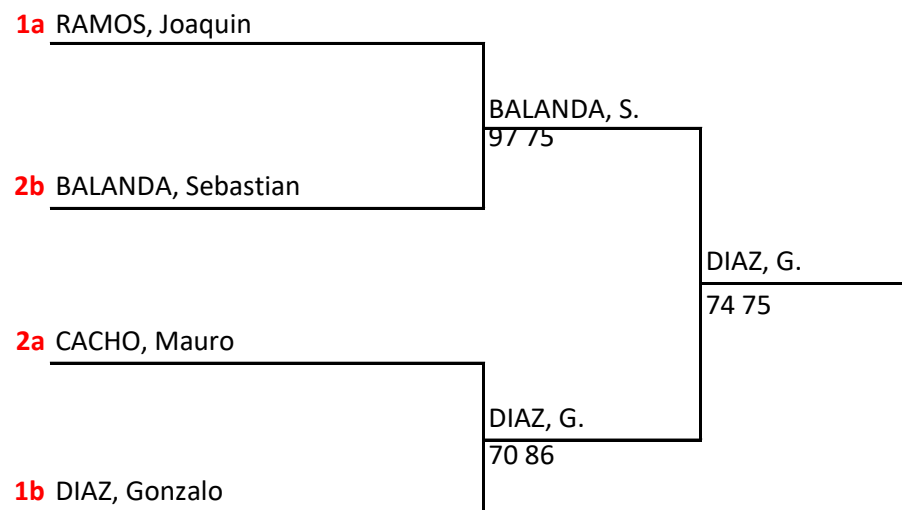 1a RAMOS, Joaquin
BALANDA, S.
97 75
2b BALANDA, Sebastian
DIAZ, G.
74 75
2a CACHO, Mauro
DIAZ, G.
70 86
1b DIAZ, Gonzalo